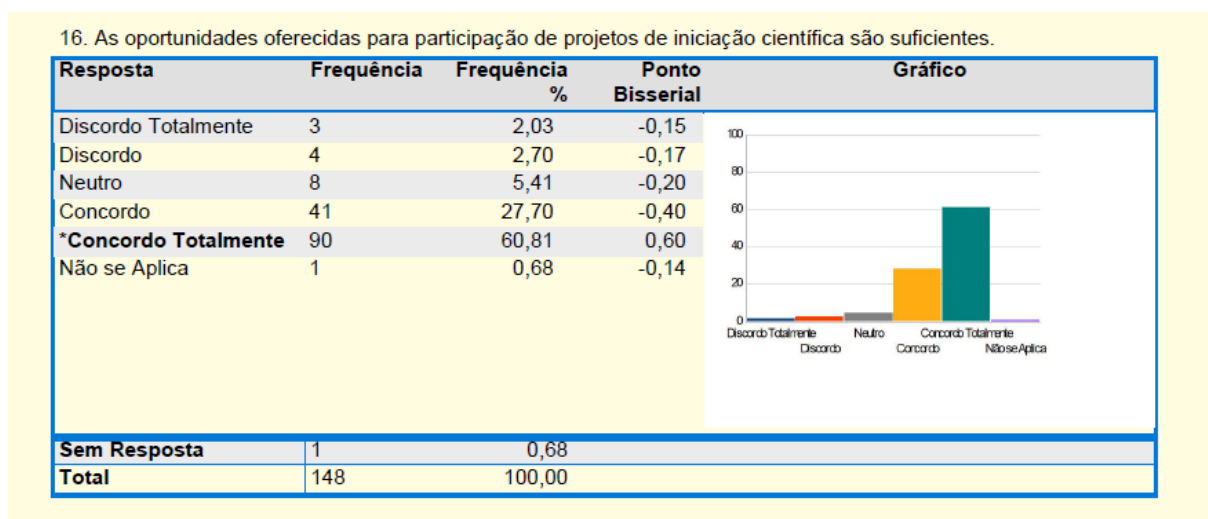 16. As oportunidades oferecidas para participação de projetos de iniciação científica são suficientes.
Resposta Frequência Frequência % Ponto Bisserial Gráfico
Discordo Totalmente 3 2,03 -0,15
Discordo 4 2,70 -0,17
Neutro 8 5,41 -0,20
Concordo 41 27,70 -0,40
*Concordo Totalmente 90 60,81 0,60
Não se Aplica 1 0,68 -0,14
100
80
60
40
20
0
Discordo Totalmente Neutro Concordo Totalmente
Discordo Concordo Não se Aplica
Sem Resposta 1 0,68
Total 148 100,00